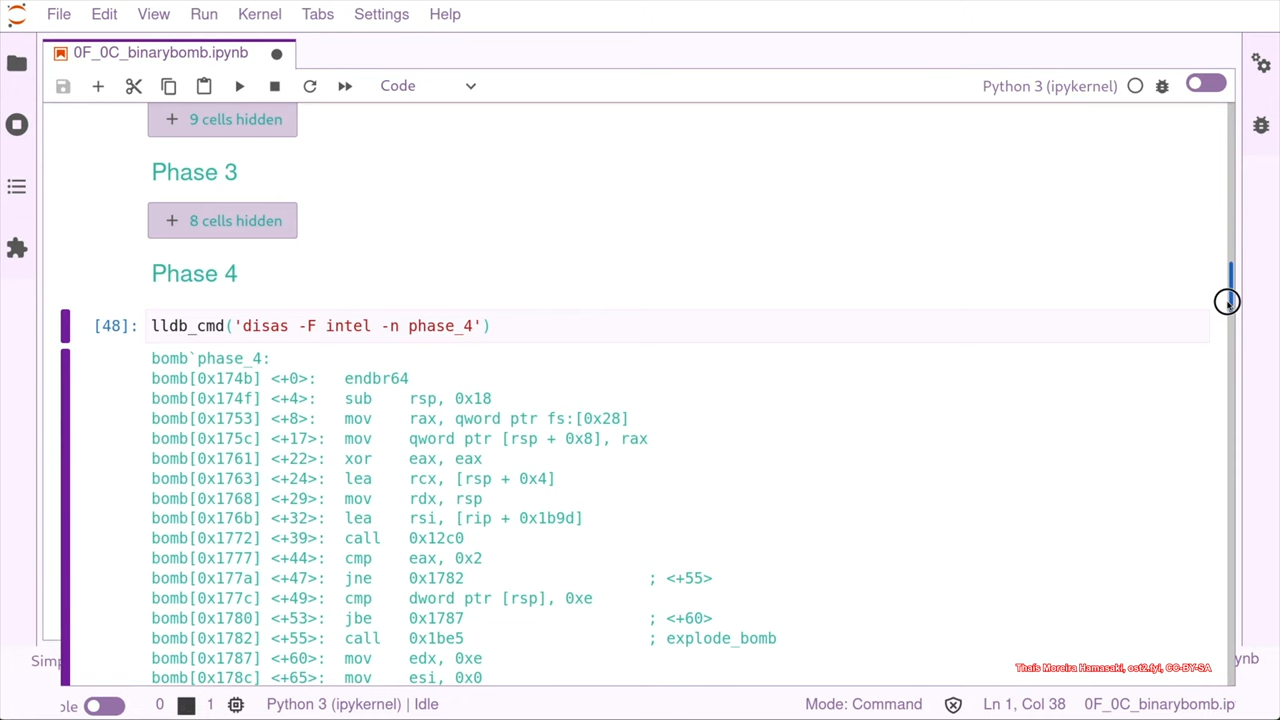 File Edit View Run Kernel Tabs Settings Help
0F_0C_binarybomb.ipynb
Code
Python 3 (ipykernel)
+ 9 cells hidden
Phase 3
+ 8 cells hidden
Phase 4
[48]: lldb_cmd('disas -F intel -n phase_4')
bomb`phase_4:
bomb[0x174b] <+0>: endbr64
bomb[0x174f] <+4>: sub rsp, 0x18
bomb[0x1753] <+8>: mov rax, qword ptr fs:[0x28]
bomb[0x175c] <+17>: mov qword ptr [rsp + 0x8], rax
bomb[0x1761] <+22>: xor eax, eax
bomb[0x1763] <+24>: lea rcx, [rsp + 0x4]
bomb[0x1768] <+29>: mov rdx, rsp
bomb[0x176b] <+32>: lea rsi, [rip + 0x1b9d]
bomb[0x1772] <+39>: call 0x12c0
bomb[0x1777] <+44>: cmp eax, 0x2
bomb[0x177a] <+47>: jne 0x1782 ; <+55>
bomb[0x177c] <+49>: cmp dword ptr [rsp], 0xe
bomb[0x1780] <+53>: jbe 0x1787 ; <+60>
bomb[0x1782] <+55>: call 0x1be5 ; explode_bomb
bomb[0x1787] <+60>: mov edx, 0xe
bomb[0x178c] <+65>: mov esi, 0x0
Thais Moreira Hamasaki, ost2.fyi, CC-BY-SA
Simp
ynb
ple 0 1 Python 3 (ipykernel) | Idle Mode: Command Ln 1, Col 38 0F_0C_binarybomb.ip